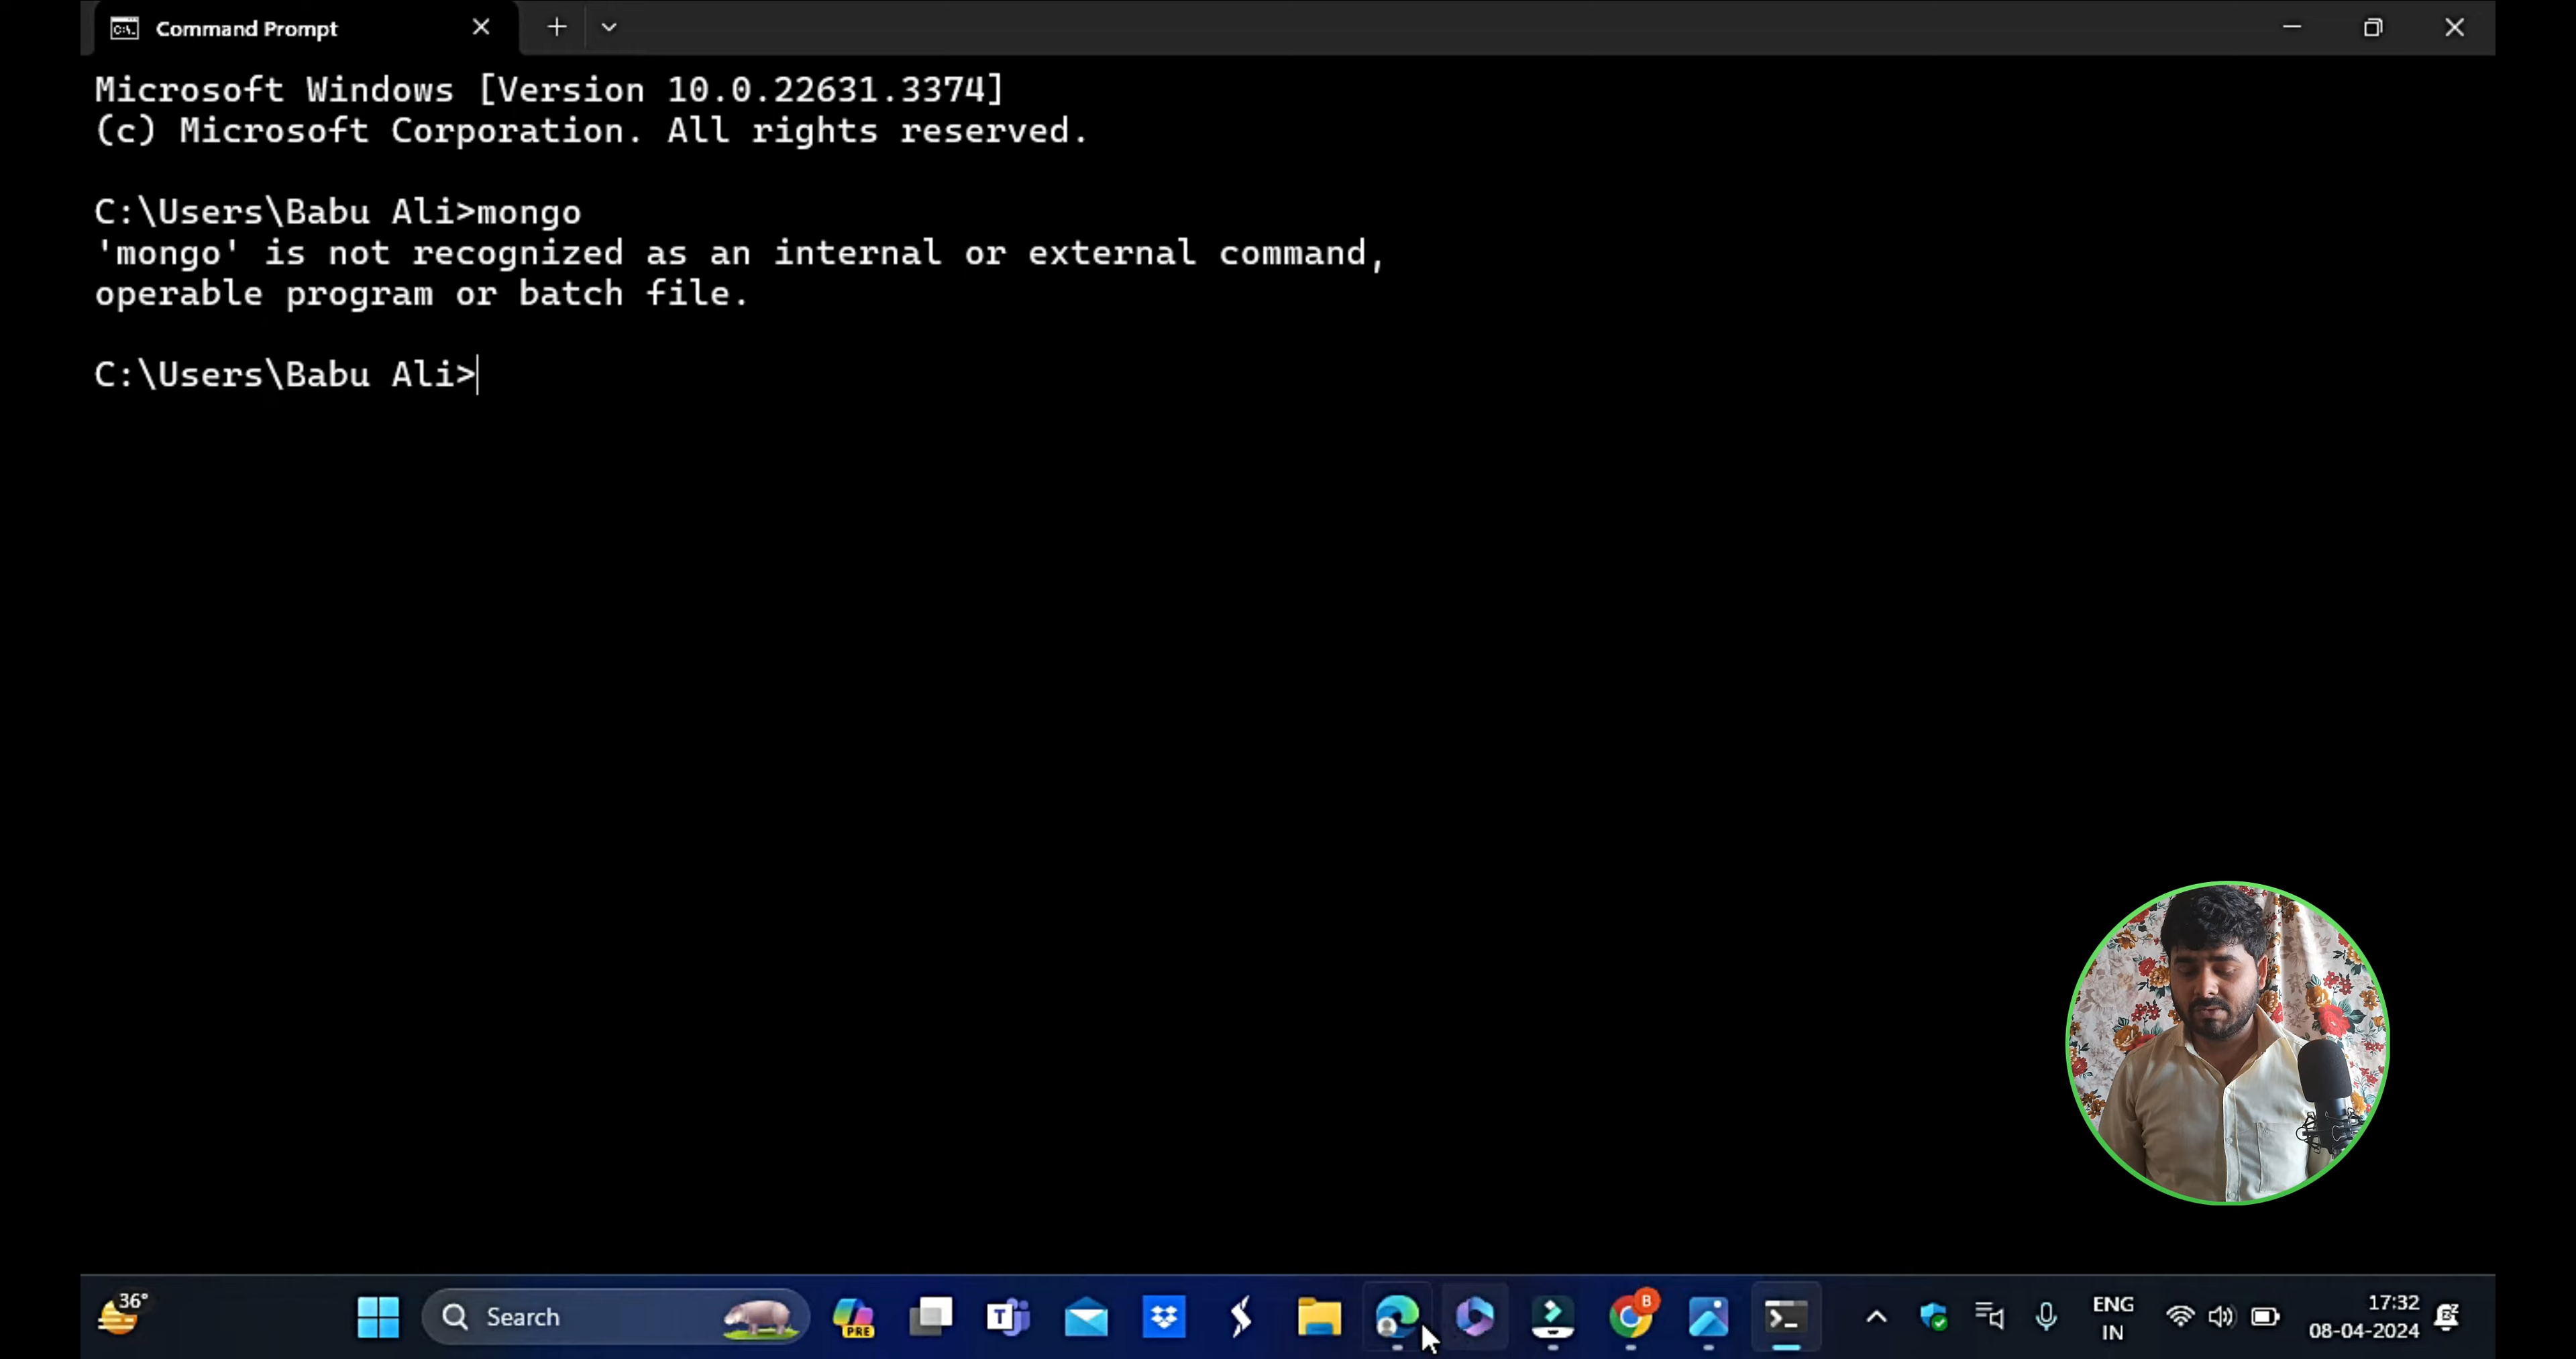 Command Prompt
Microsoft Windows [Version 10.0.22631.3374]
(c) Microsoft Corporation. All rights reserved.
C:\Users\Babu Ali>mongo
'mongo' is not recognized as an internal or external command,
operable program or batch file.
C:\Users\Babu Ali>
36°
Search
PRE
T
B
ENG
IN
17:32
08-04-2024